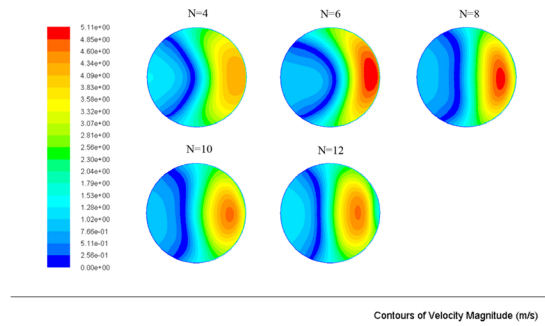 N=4
N=6
N=8
5.11e+00
4.85e+00
4.60e+00
4.34e+00
4.09e+00
3.83e+00
3.58e+00
3.32e+00
3.07e+00
2.81e+00
2.56e+00
2.30e+00
2.04e+00
1.79e+00
1.53e+00
1.28e+00
1.02e+00
7.66e-01
5.11e-01
2.56e-01
0.00e+00
N=10
N=12
Contours of Velocity Magnitude (m/s)